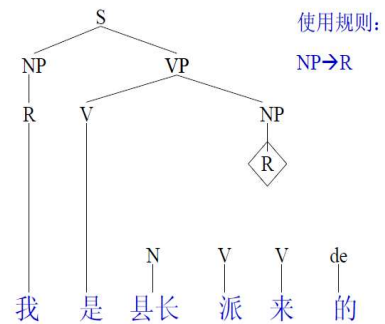 S
使用规则:
NP VP
NP→R
R V NP
R
N V V de
我 是 县长 派 来 的